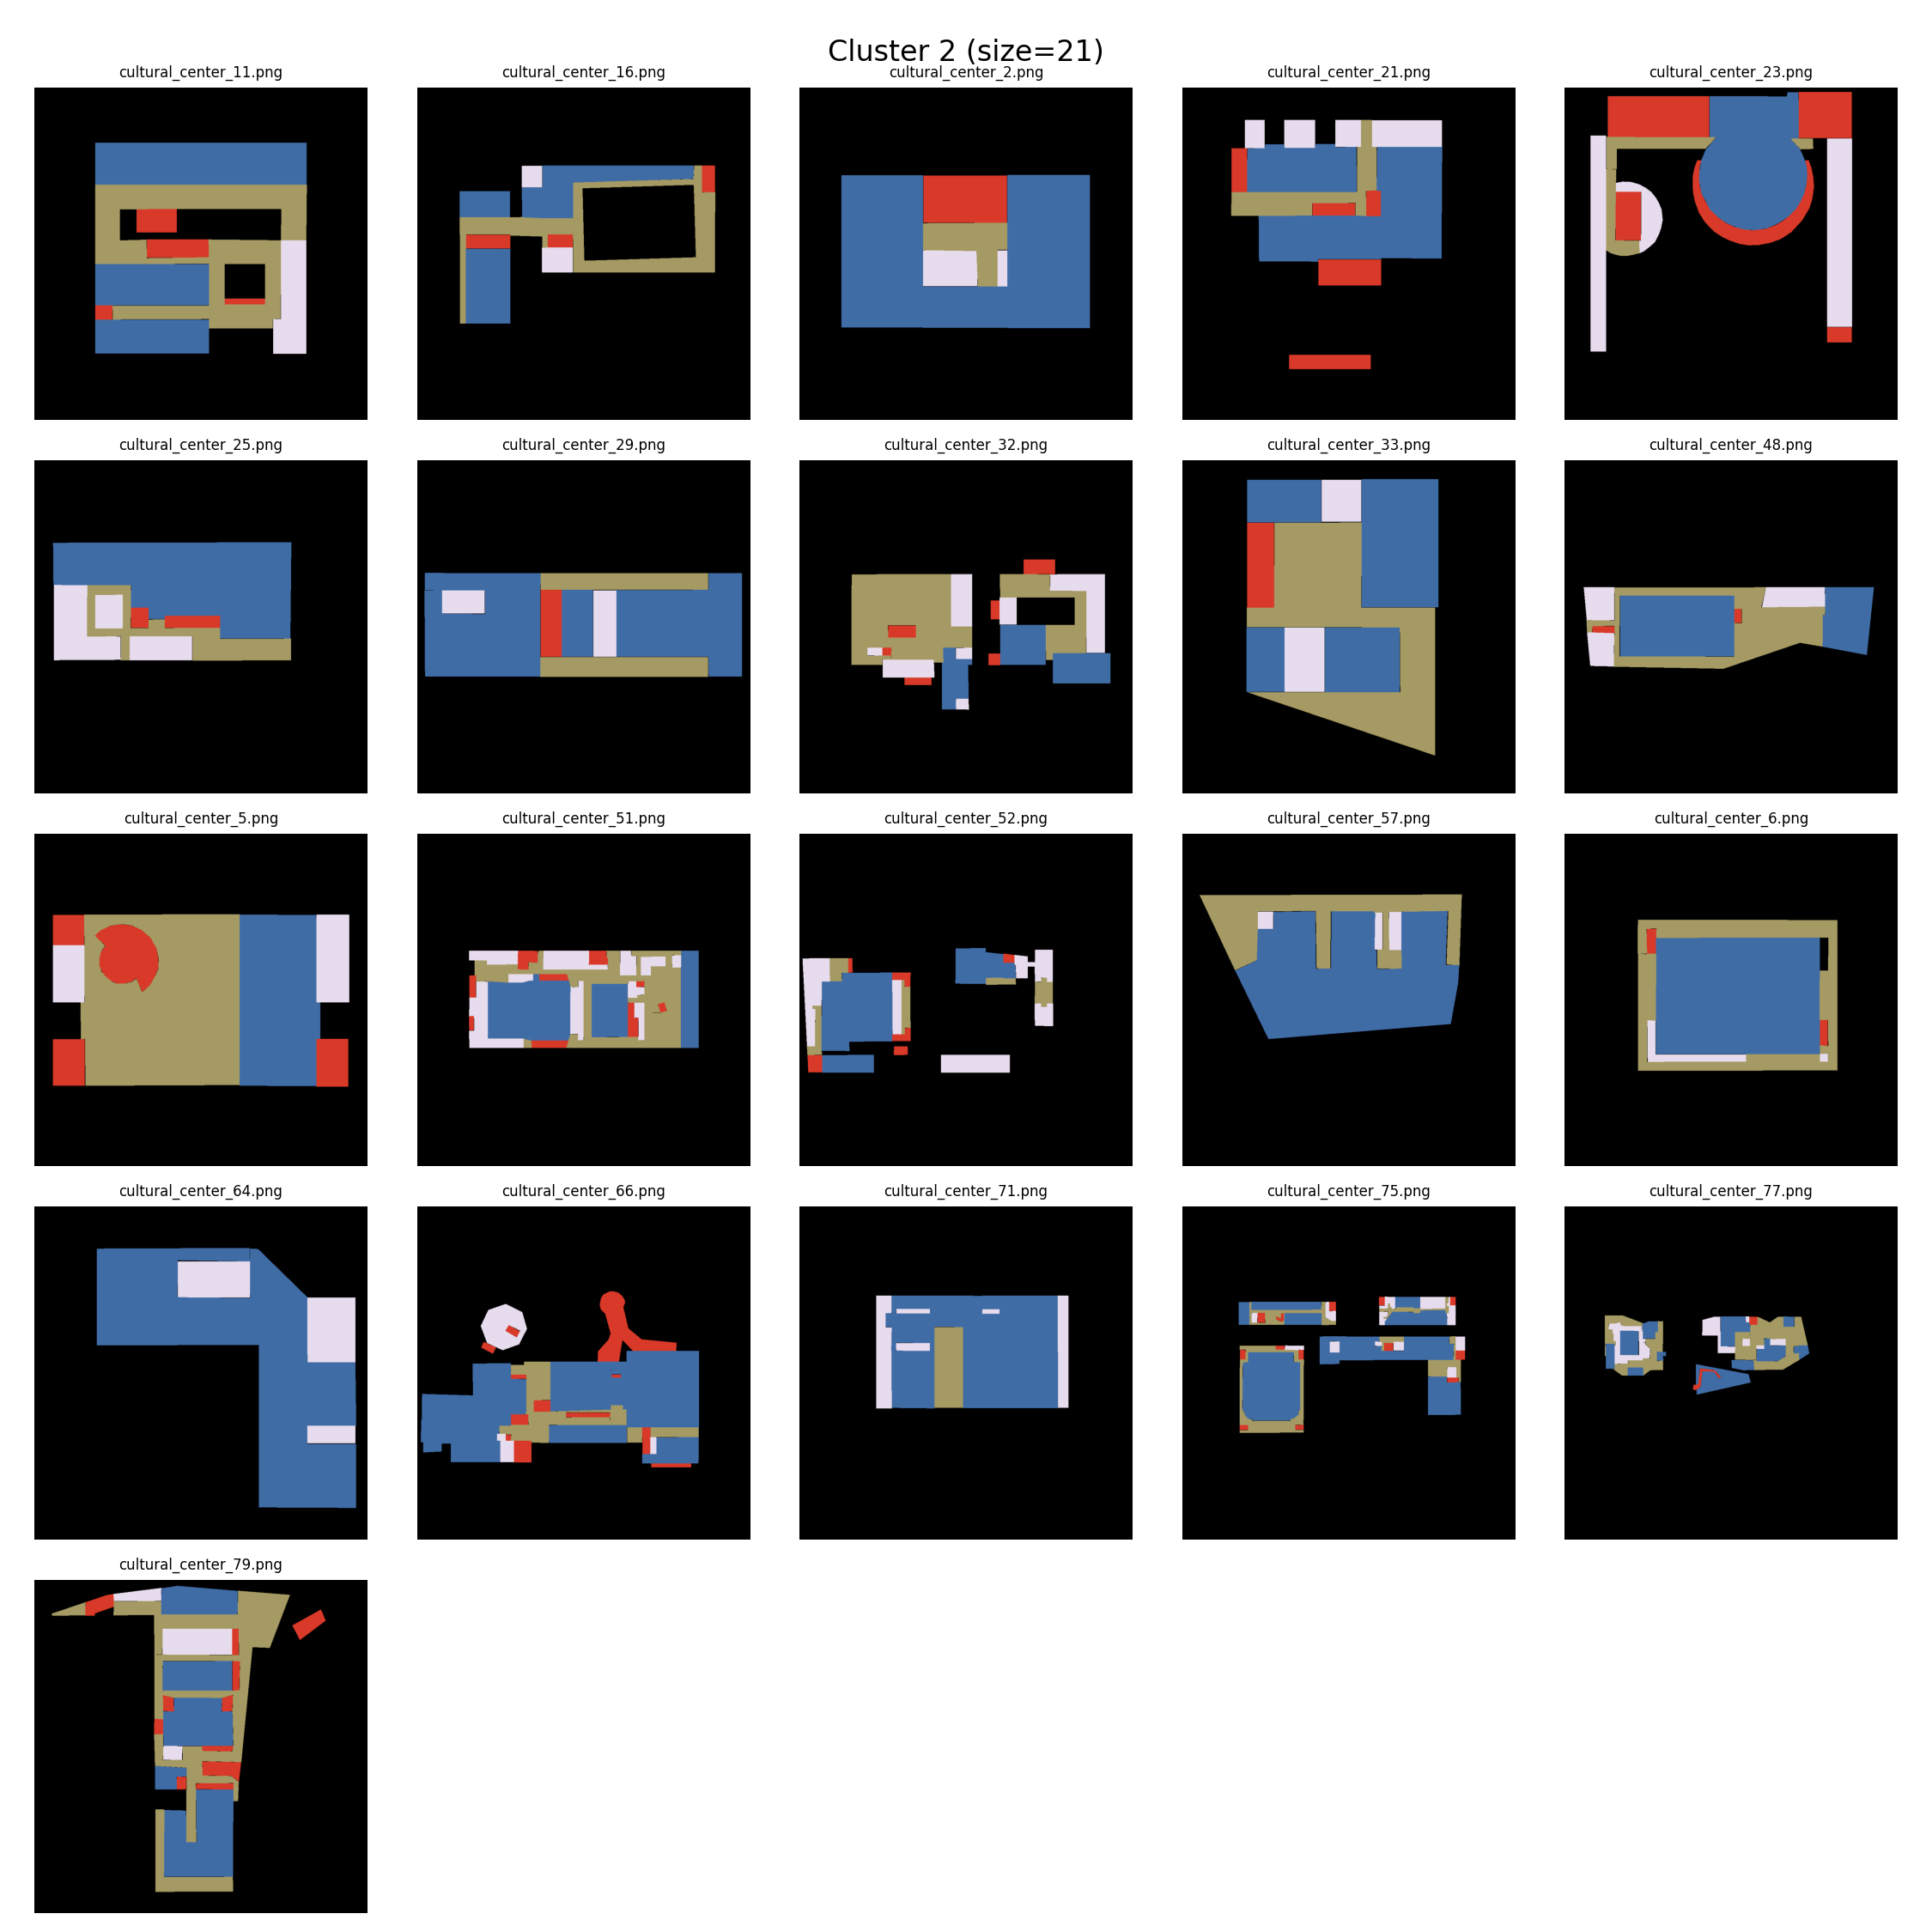 Cluster 2 (size=21)
cultural_center_11.png
cultural_center_16.png
cultural_center_2.png
cultural_center_21.png
cultural_center_23.png
cultural_center_25.png
cultural_center_29.png
cultural_center_32.png
cultural_center_33.png
cultural_center_48.png
cultural_center_5.png
cultural_center_51.png
cultural_center_52.png
cultural_center_57.png
cultural_center_6.png
cultural_center_64.png
cultural_center_66.png
cultural_center_71.png
cultural_center_75.png
cultural_center_77.png
cultural_center_79.png